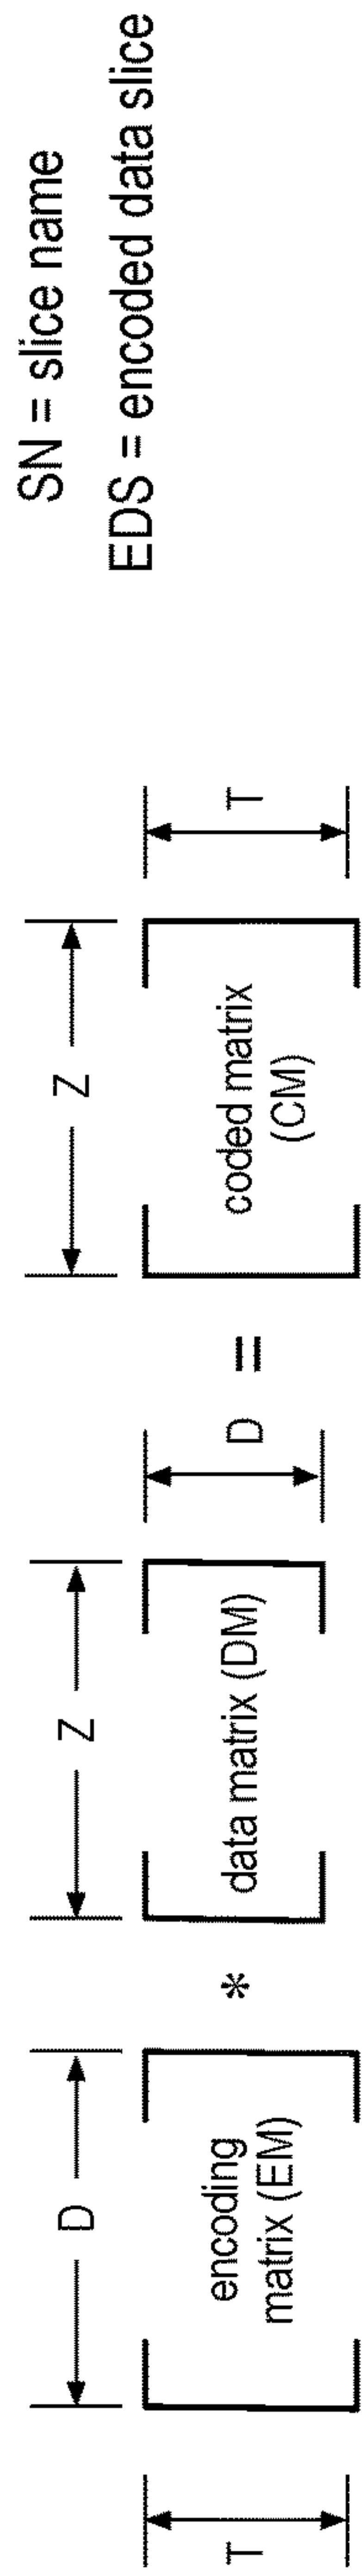 SN = slice name
EDS = encoded data slice
D
Z
Z
T
encoding
matrix (EM)
*
data matrix (DM)
D
=
coded matrix
(CM)
T